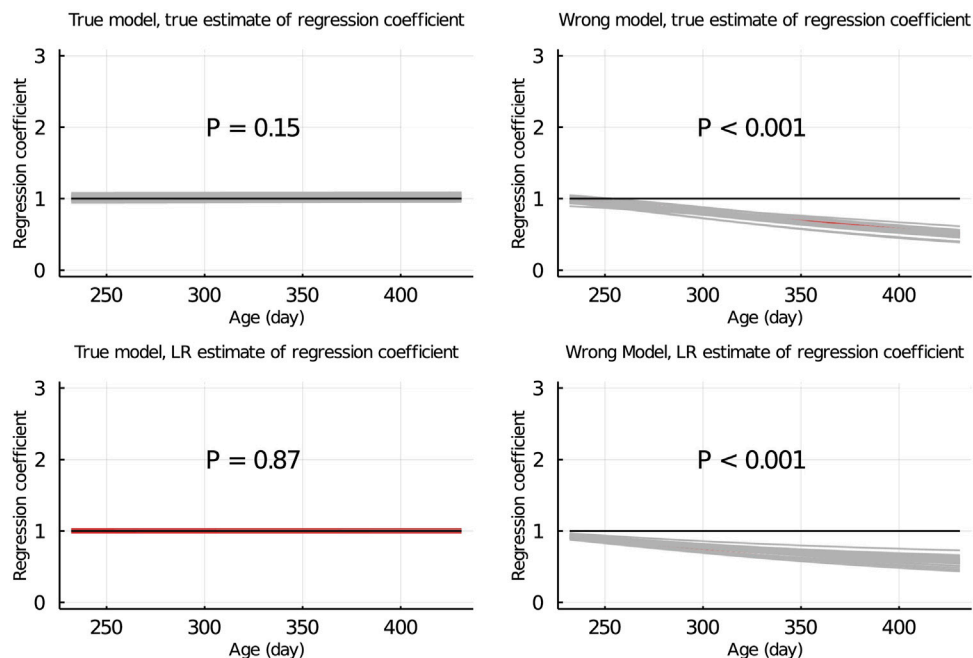 True model, true estimate of regression coefficient
Regression coefficient
3
2
1
0
P = 0.15
250
300
350
400
Age (day)
Wrong model, true estimate of regression coefficient
Regression coefficient
3
2
1
0
P < 0.001
250
300
350
400
Age (day)
True model, LR estimate of regression coefficient
Regression coefficient
3
2
1
0
P = 0.87
250
300
350
400
Age (day)
Wrong Model, LR estimate of regression coefficient
Regression coefficient
3
2
1
0
P < 0.001
250
300
350
400
Age (day)